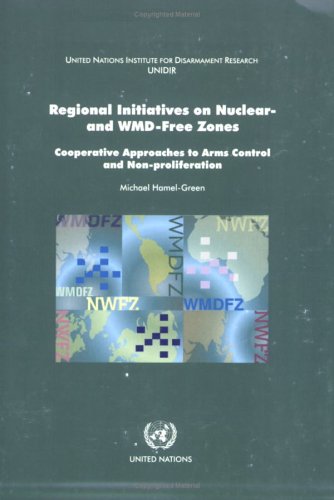 UNITED NATIONS INSTITUTE FOR DISARMAMENT RESEARCH
UNIDIR
Regional Initiatives on Nuclear-
and WMD-Free Zones
Cooperative Approaches to Arms Control
and Non-proliferation
Michael Hamel-Green
WMDFZ
WMDFZ
NWFZ
NWFZ
WMDFZ
NWFZ
UNITED NATIONS